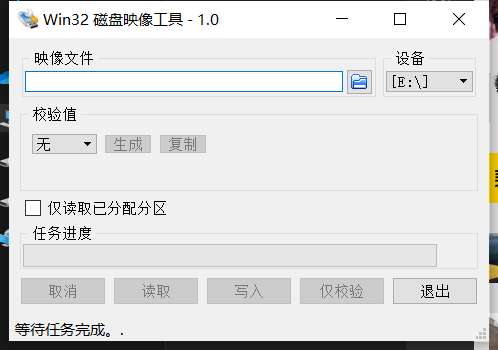 Win32 磁盘映像工具 - 1.0
映像文件
设备
[E:\]
校验值
无
生成
复制
仅读取已分配分区
任务进度
取消
读取
写入
仅校验
退出
等待任务完成。.